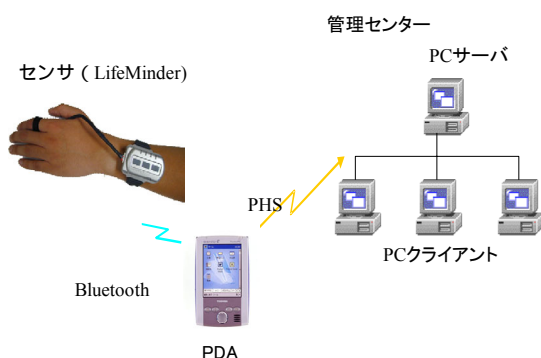 管理センター
PCサーバ
センサ ( LifeMinder)
PHS
PCクライアント
Bluetooth
PDA